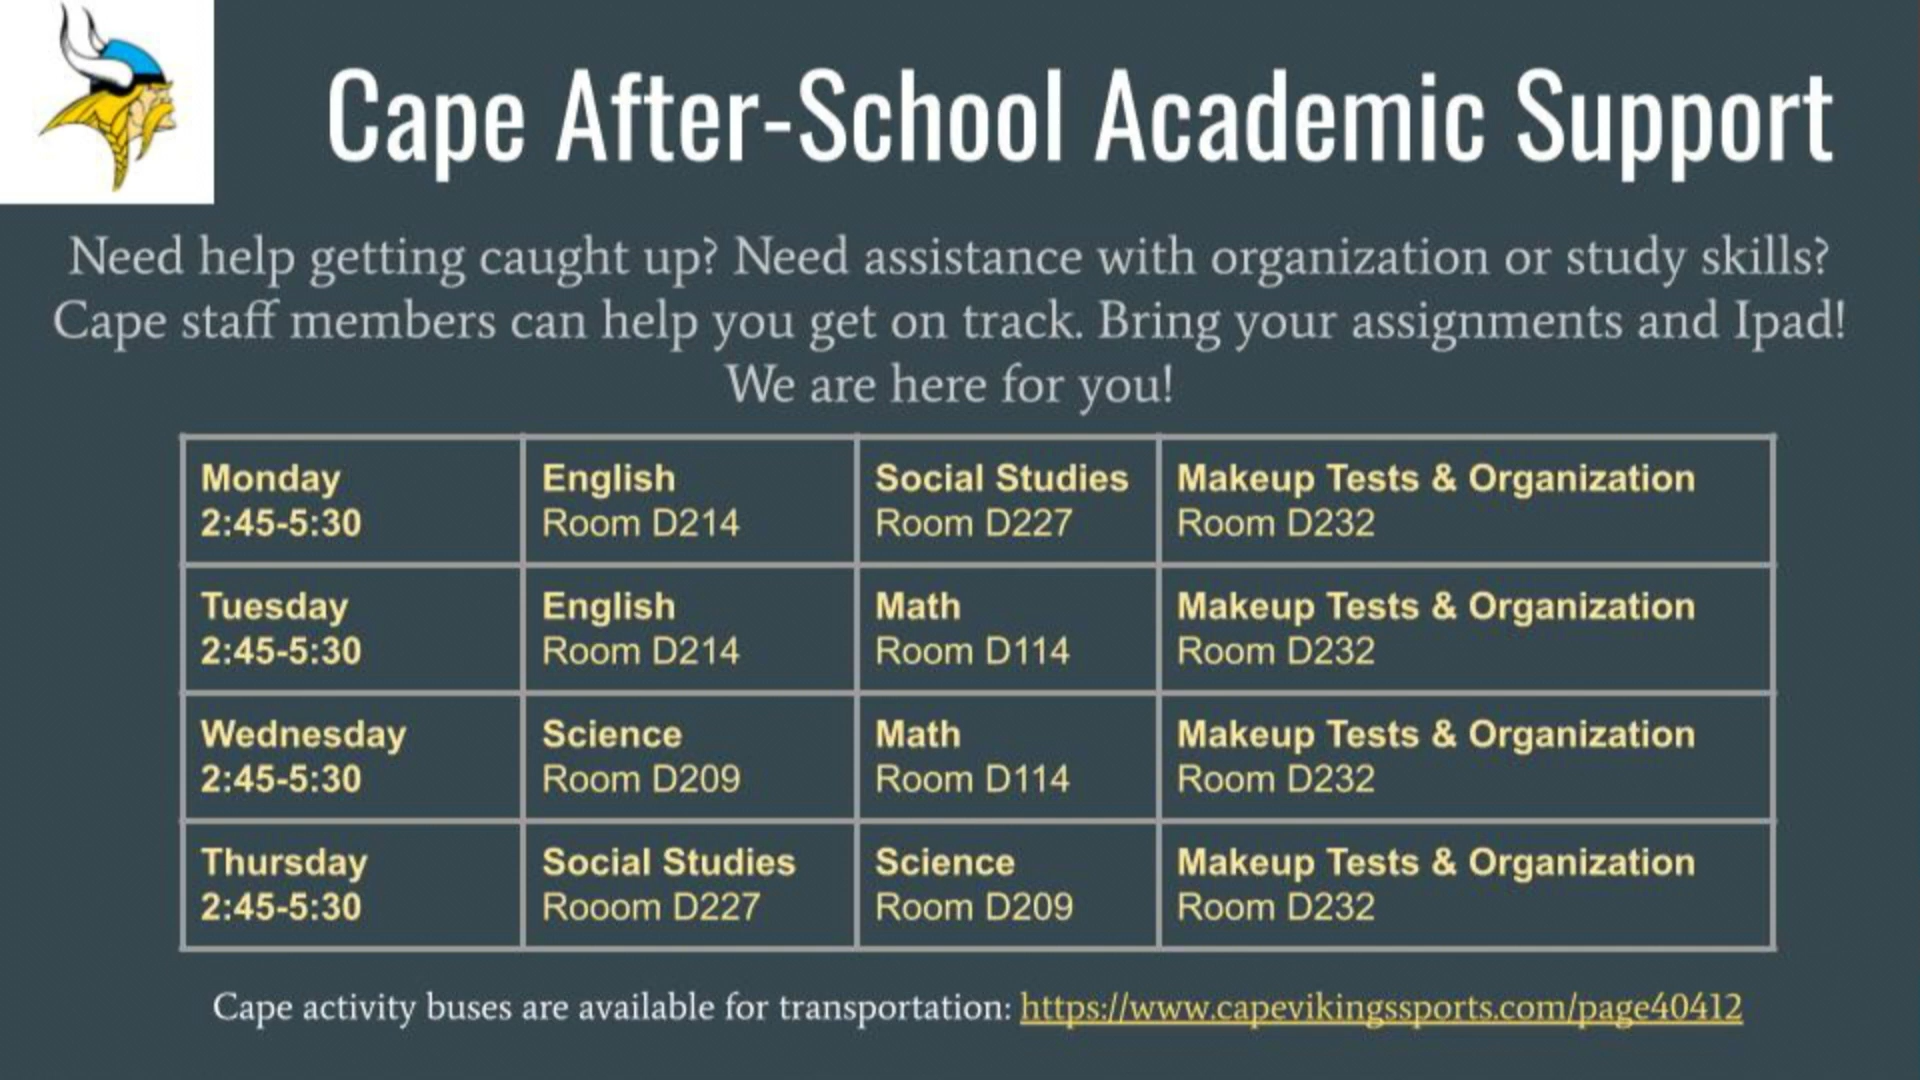 Cape After-School Academic Support
Need help getting caught up? Need assistance with organization or study skills?
Cape staff members can help you get on track. Bring your assignments and Ipad!
We are here for you!
Monday
2:45-5:30
English
Room D214
Social Studies
Room D227
Makeup Tests & Organization
Room D232
Tuesday
2:45-5:30
English
Room D214
Math
Room D114
Makeup Tests & Organization
Room D232
Wednesday
2:45-5:30
Science
Room D209
Math
Room D114
Makeup Tests & Organization
Room D232
Thursday
2:45-5:30
Social Studies
Rooom D227
Science
Room D209
Makeup Tests & Organization
Room D232
Cape activity buses are available for transportation: https://www.capevikingssports.com/page40412